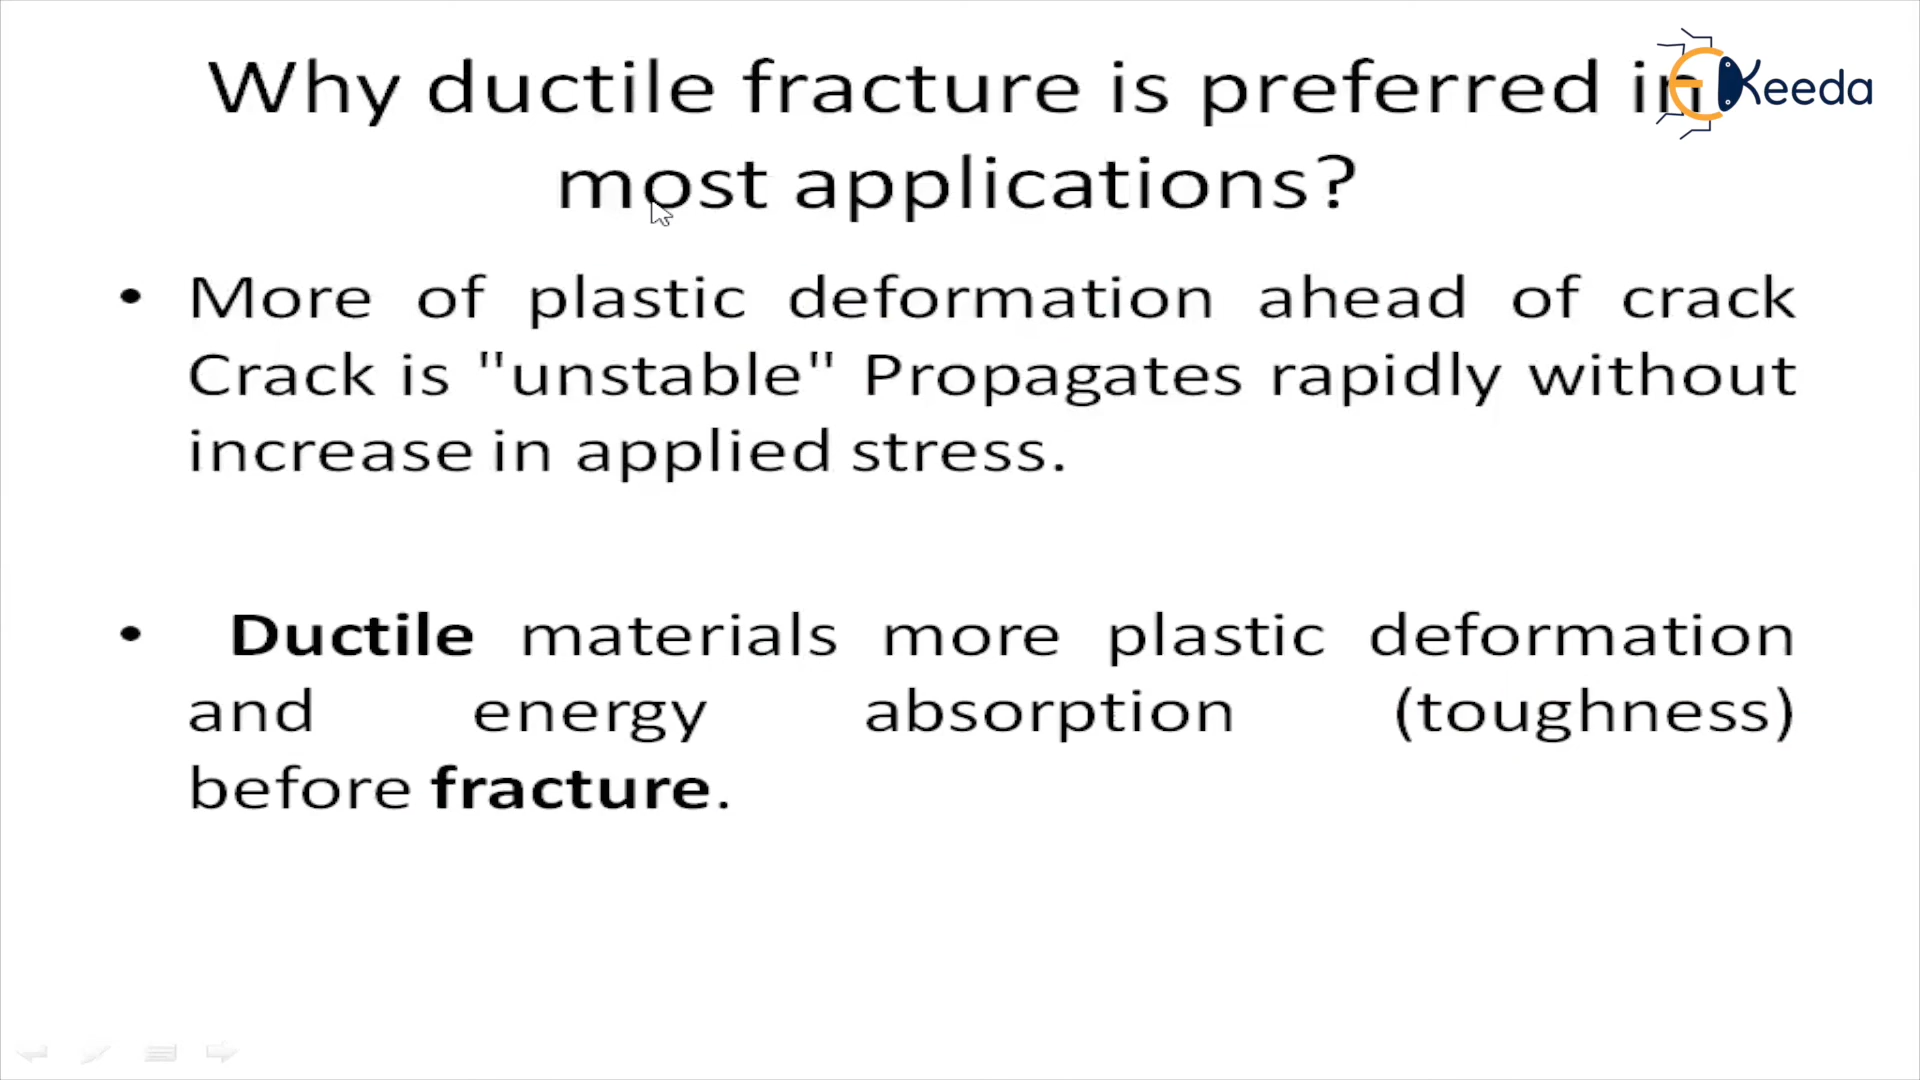 Why ductile fracture is preferred in
most applications?
Keeda
• More of plastic deformation ahead of crack
Crack is "unstable" Propagates rapidly without
increase in applied stress.
• Ductile materials more plastic deformation
and energy absorption (toughness)
before fracture.